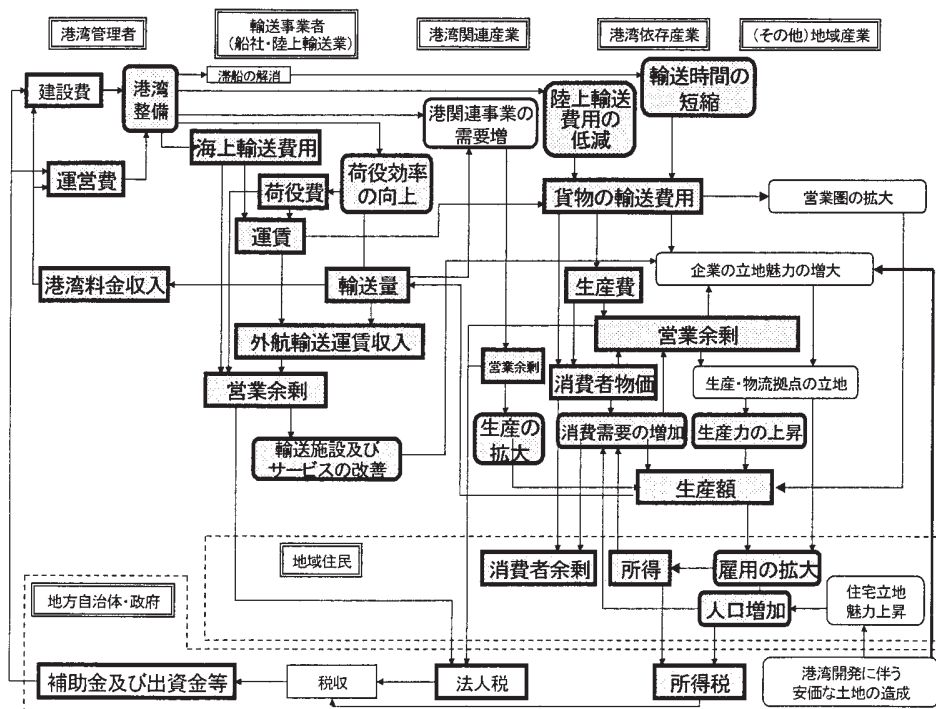 港湾管理者
輸送事業者
(船社・陸上輸送業)
港湾関連産業
港湾依存産業
(その他)地域産業
建設費
港湾
整備
滞船の解消
港関連事業の
需要増
陸上輸送
費用の
低減
輸送時間の
短縮
海上輸送費用
運営費
荷役費
荷役効率
の向上
貨物の輸送費用
営業圏の拡大
運賃
企業の立地魅力の増大
港湾料金収入
輸送量
生産費
外航輸送運賃収入
営業余剰
営業余剰
営業余剰
消費者物価
生産・物流拠点の立地
輸送施設及び
サービスの改善
生産の
拡大
消費需要の増加
生産力の上昇
生産額
地域住民
消費者余剰
所得
雇用の拡大
地方自治体・政府
人口増加
住宅立地
魅力上昇
補助金及び出資金等
税収
法人税
所得税
港湾開発に伴う
安価な土地の造成